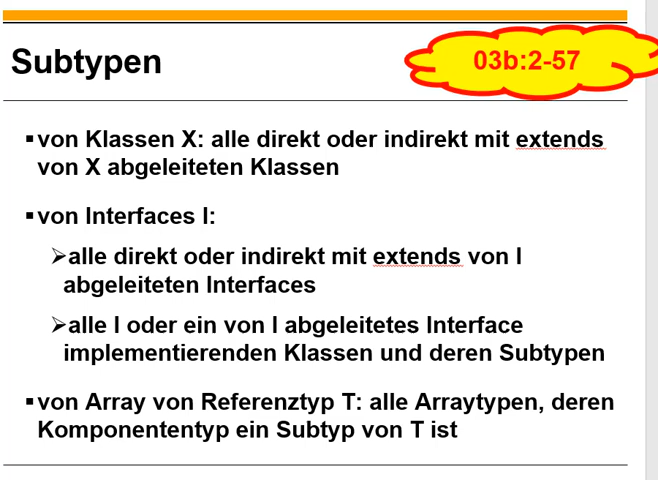 Subtypen
03b:2-57
▪von Klassen X: alle direkt oder indirekt mit extends
von X abgeleiteten Klassen
▪von Interfaces I:
➢alle direkt oder indirekt mit extends von I
abgeleiteten Interfaces
➢alle I oder ein von I abgeleitetes Interface
implementierenden Klassen und deren Subtypen
▪von Array von Referenztyp T: alle Arraytypen, deren
Komponententyp ein Subtyp von T ist